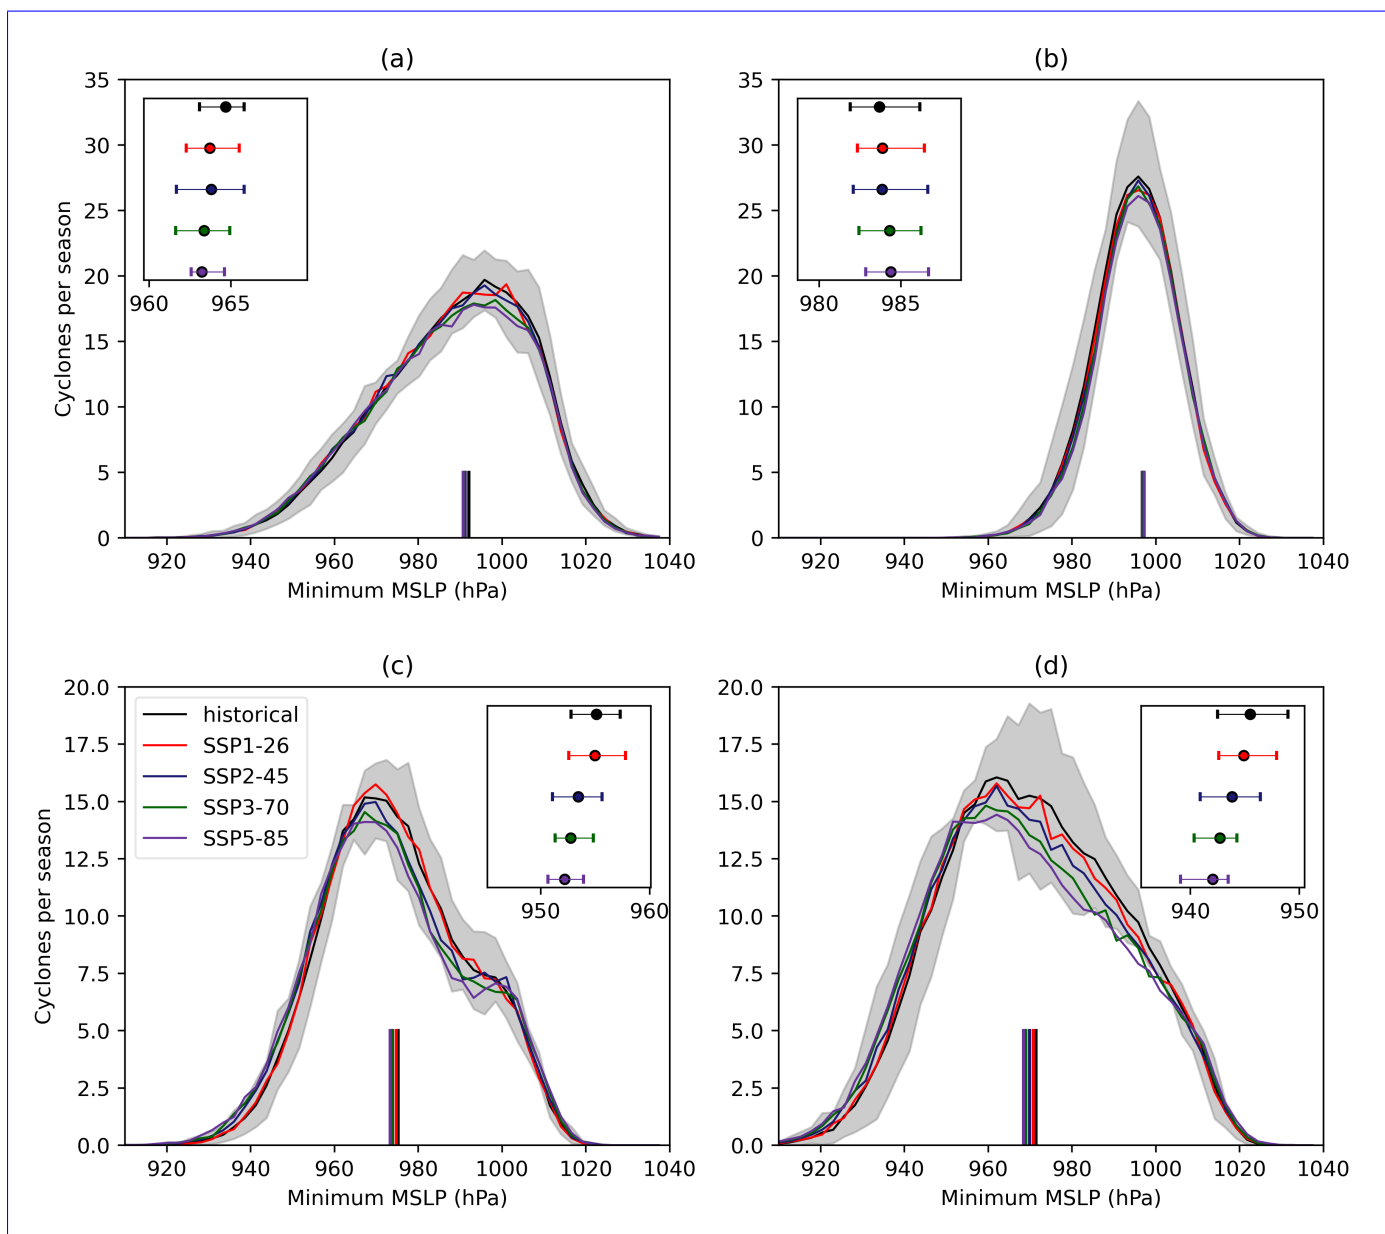 (a)
35
30
25
20
15
10
5
0
Cyclones per season
960 965
920 940 960 980 1000 1020 1040
Minimum MSLP (hPa)
(b)
35
30
25
20
15
10
5
0
980 985
920 940 960 980 1000 1020 1040
Minimum MSLP (hPa)
(c)
20.0
17.5
15.0
12.5
10.0
7.5
5.0
2.5
0.0
Cyclones per season
historical
SSP1-26
SSP2-45
SSP3-70
SSP5-85
950 960
920 940 960 980 1000 1020 1040
Minimum MSLP (hPa)
(d)
20.0
17.5
15.0
12.5
10.0
7.5
5.0
2.5
0.0
940 950
920 940 960 980 1000 1020 1040
Minimum MSLP (hPa)